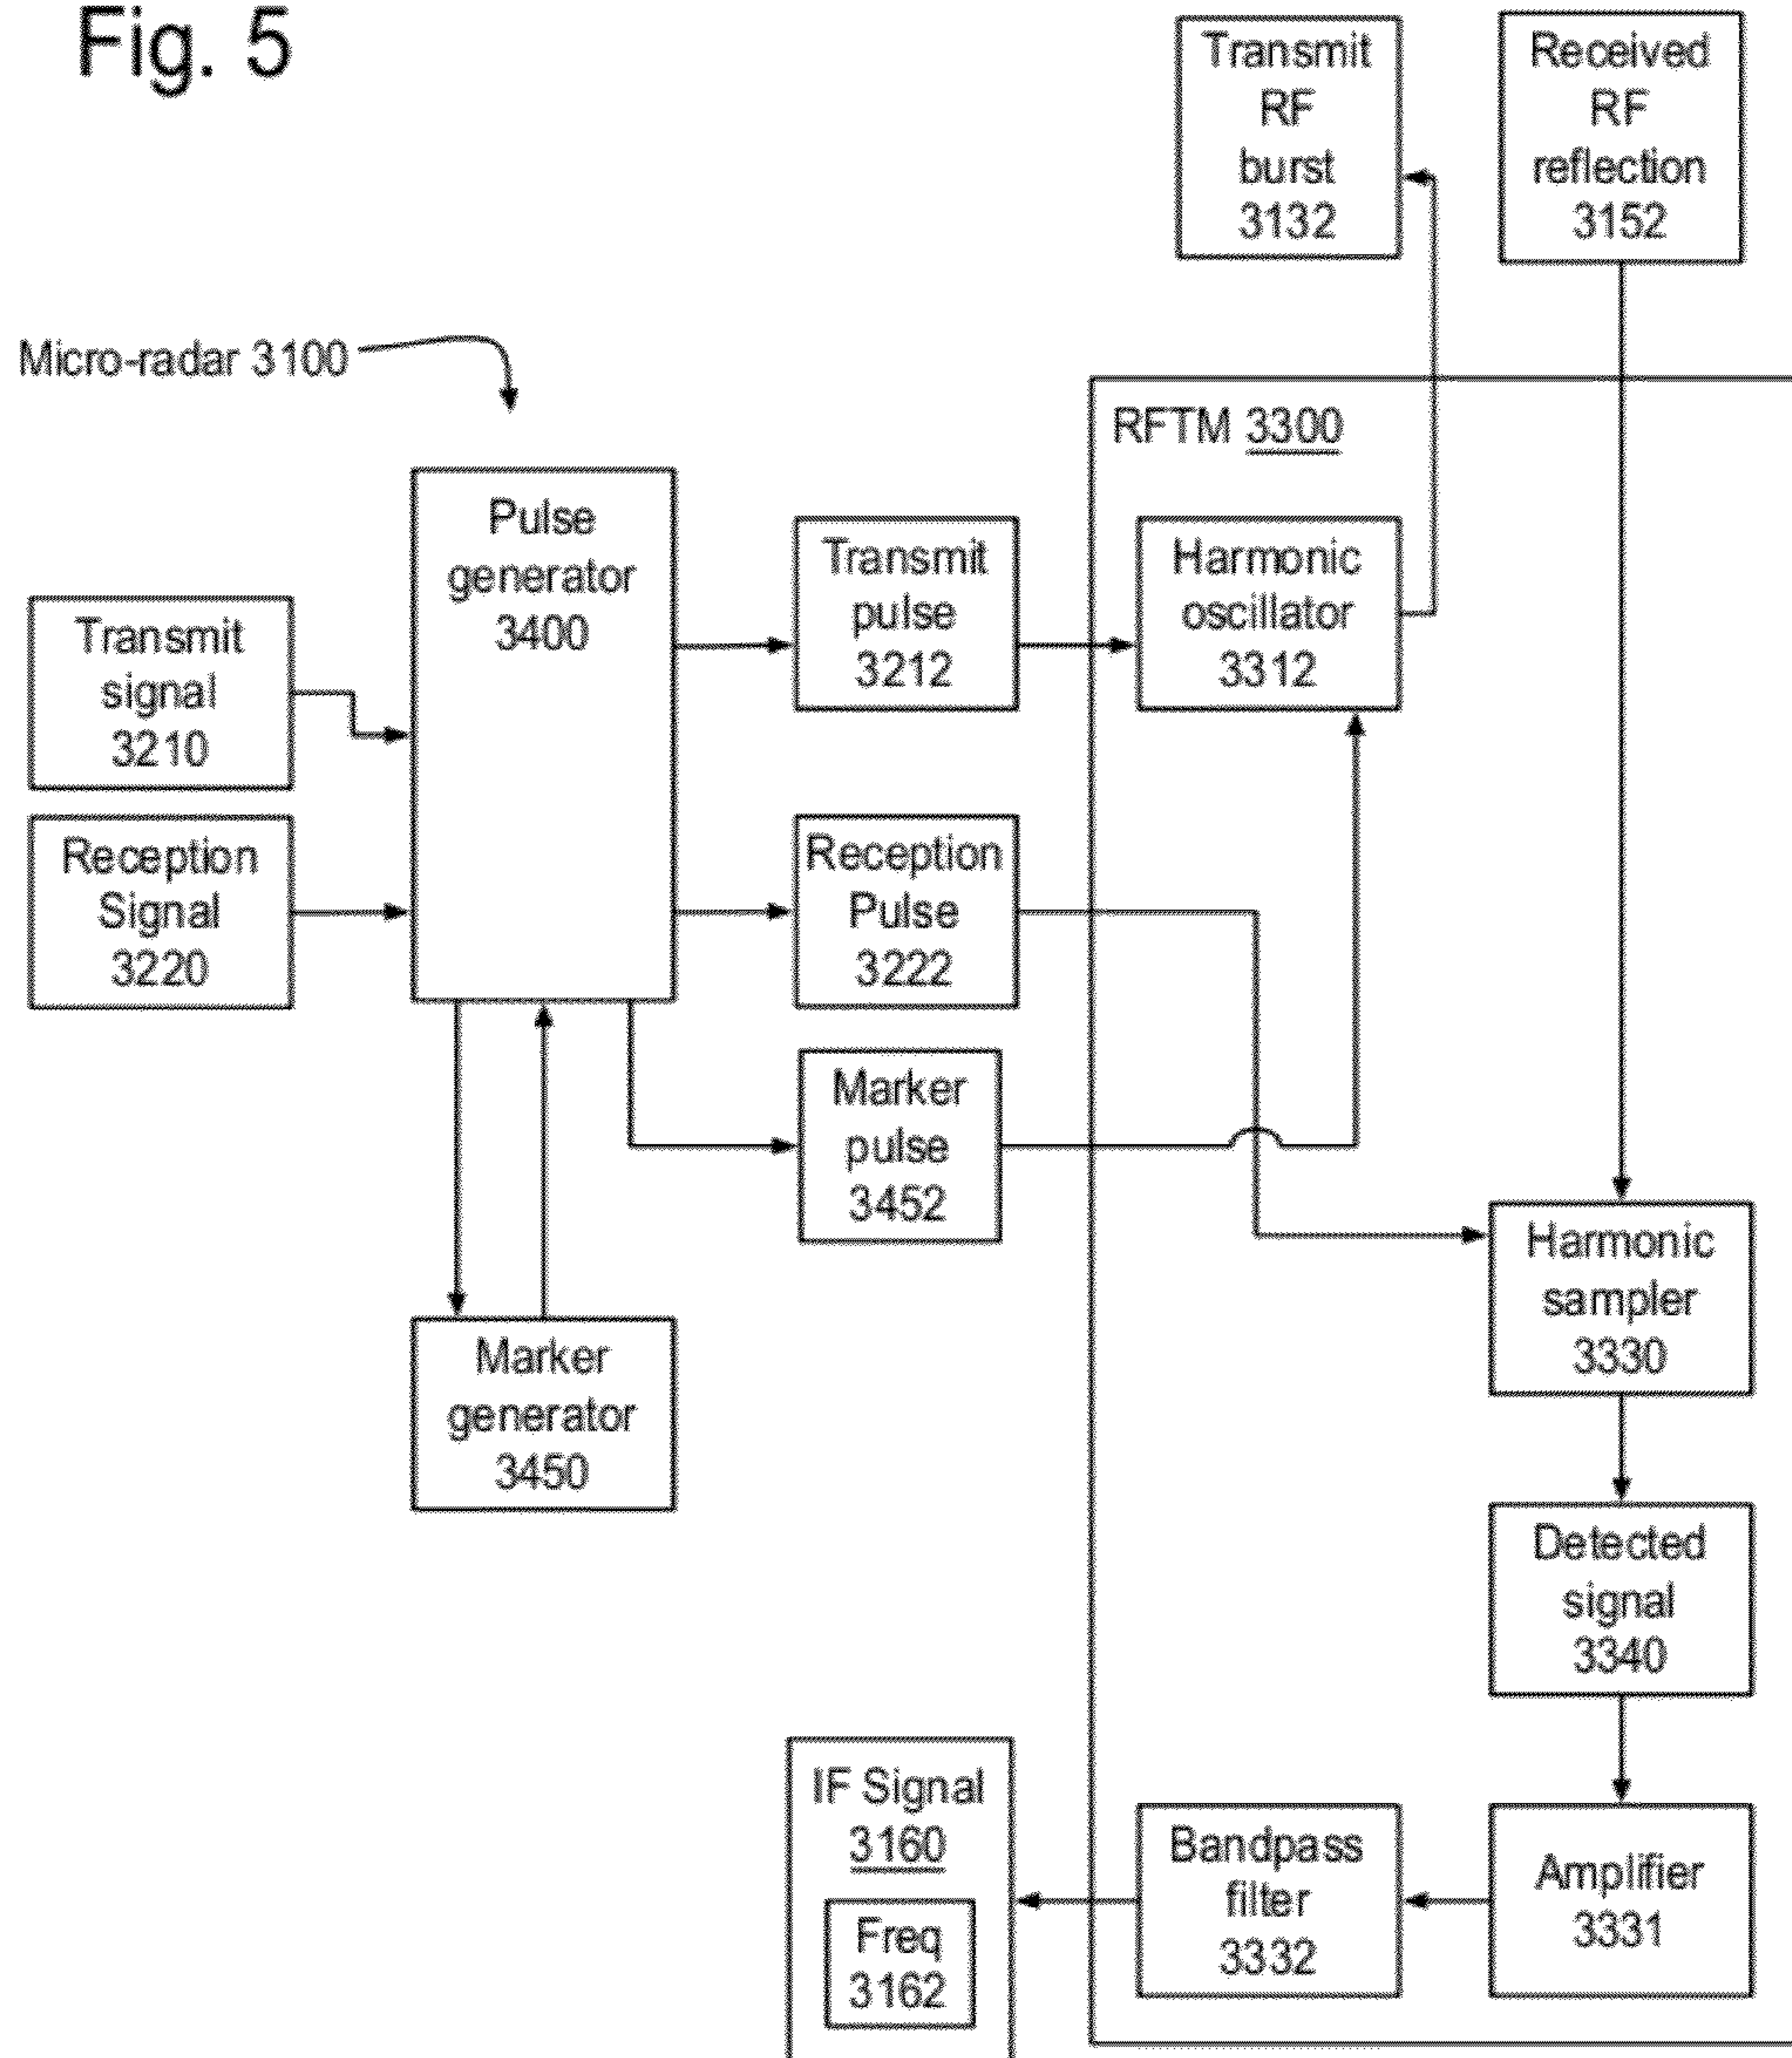 Fig. 5
Transmit
RF
burst
3132
Received
RF
reflection
3152
Micro-radar 3100
RFTM 3300
Pulse
generator
3400
Transmit
pulse
3212
Harmonic
oscillator
3312
Transmit
signal
3210
Reception
Signal
3220
Reception
Pulse
3222
Marker
pulse
3452
Harmonic
sampler
3330
Marker
generator
3450
Detected
signal
3340
IF Signal
3160
Freq
3162
Bandpass
filter
3332
Amplifier
3331